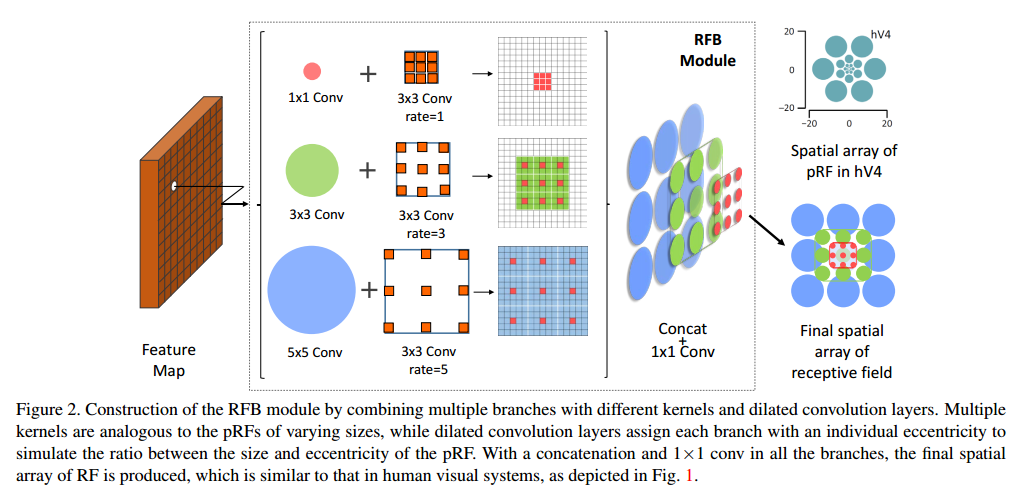 RFB
Module
1x1 Conv
+
3x3 Conv
rate=1
3x3 Conv
+
3x3 Conv
rate=3
5x5 Conv
+
3x3 Conv
rate=5
Feature
Map
Concat
+
1x1 Conv
20
0
−20
−20
0
20
hV4
Spatial array of
pRF in hV4
Final spatial
array of
receptive field
Figure 2. Construction of the RFB module by combining multiple branches with different kernels and dilated convolution layers. Multiple
kernels are analogous to the pRFs of varying sizes, while dilated convolution layers assign each branch with an individual eccentricity to
simulate the ratio between the size and eccentricity of the pRF. With a concatenation and 1×1 conv in all the branches, the final spatial
array of RF is produced, which is similar to that in human visual systems, as depicted in Fig. 1.